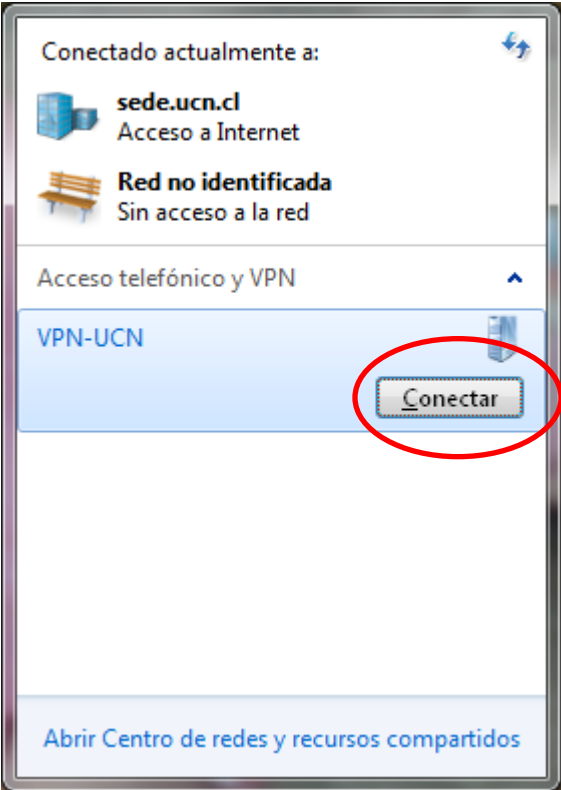 Conectado actualmente a:
sede.ucn.cl
Acceso a Internet
Red no identificada
Sin acceso a la red
Acceso telefónico y VPN
VPN-UCN
Conectar
Abrir Centro de redes y recursos compartidos